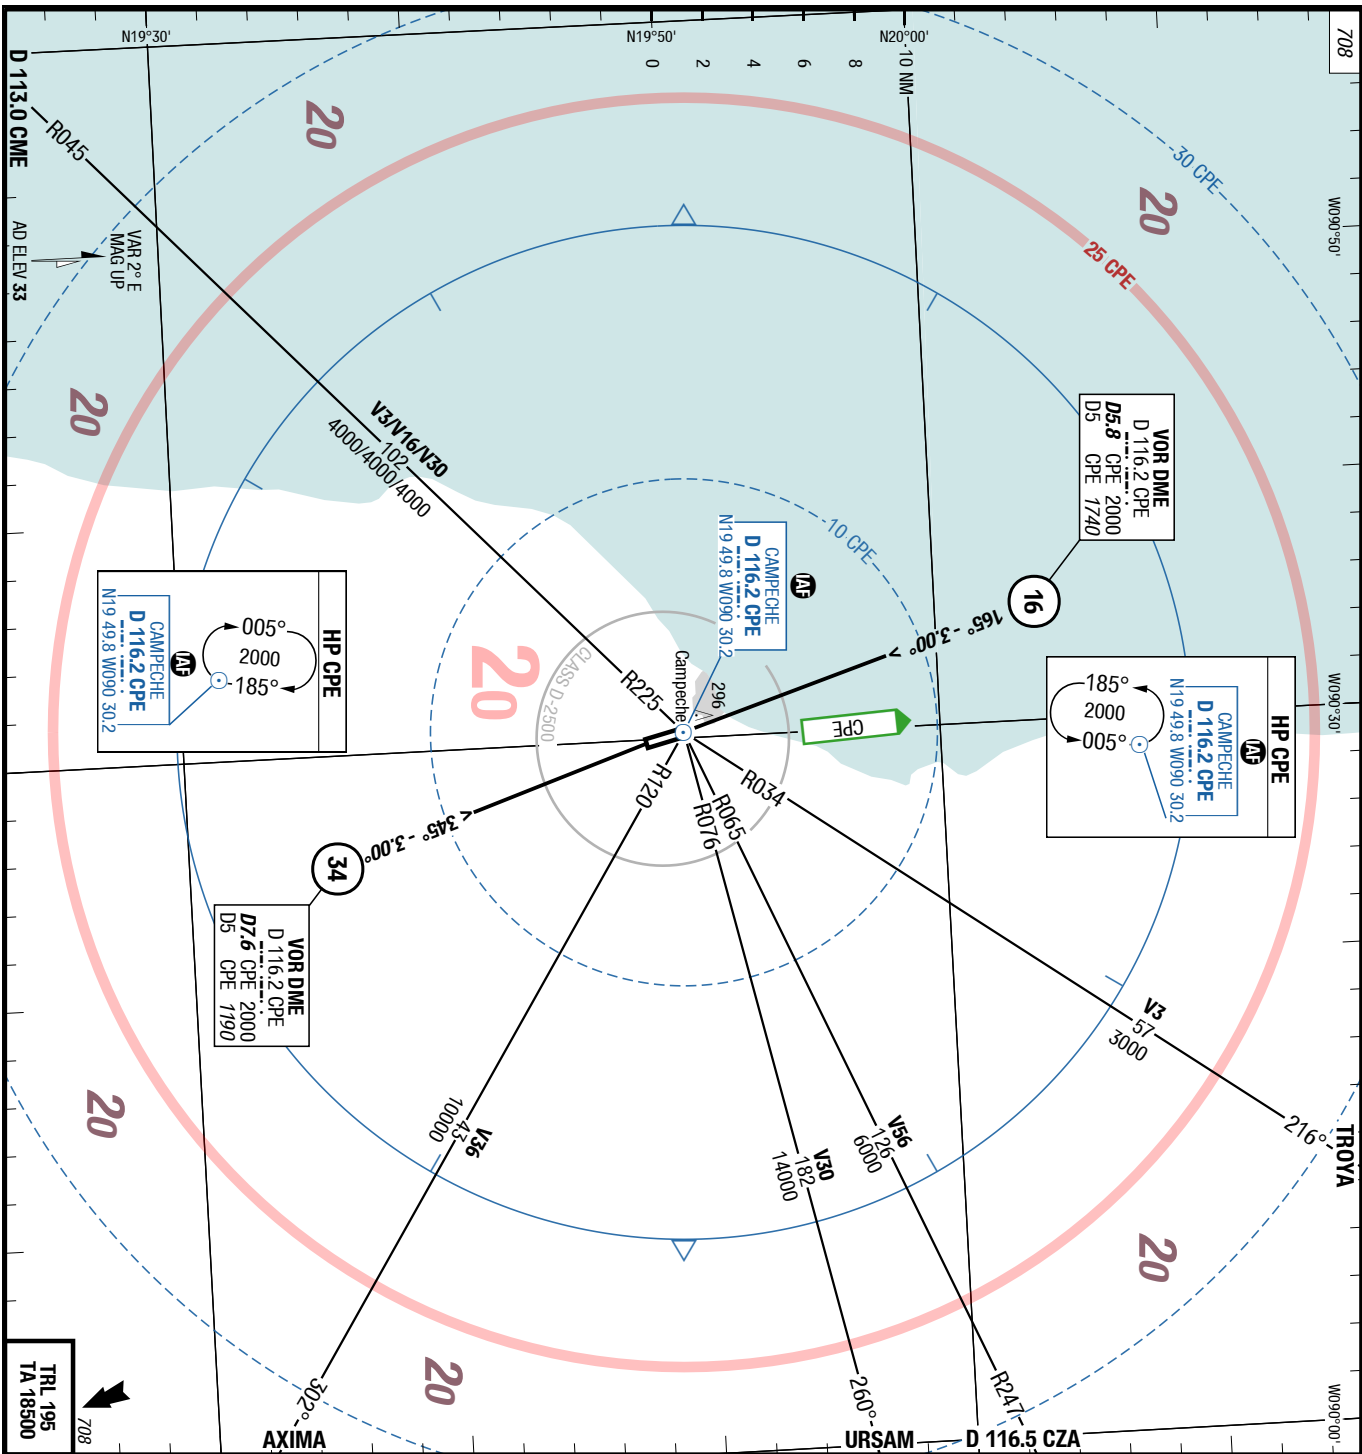 708
N19°30'
N19°50'
N20°00'
0
2
4
6
8
10 NM
W090°50'
W090°30'
W090°00'
D 113.0 CME
R045
VAR 2° E
MAG UP
AD ELEV 33
20
20
20
20
20
20
20
30 CPE
25 CPE
10 CPE
V3/V16/V30
102
4000/4000/4000
R225
VOR DME
D 116.2 CPE
D5.8 CPE 2000
D5 CPE 1740
16
165° - 3.00°
IAF
CAMPECHE
D 116.2 CPE
N19 49.8 W090 30.2
Campeche
296
CLASS D-2500
CPE
HP CPE
005°
2000
185°
IAF
CAMPECHE
D 116.2 CPE
N19 49.8 W090 30.2
HP CPE
IAF
CAMPECHE
D 116.2 CPE
N19 49.8 W090 30.2
185°
2000
005°
R034
R065
R076
R120
< 345° - 3.00°
34
VOR DME
D 116.2 CPE
D7.6 CPE 2000
D5 CPE 1190
V3
57
3000
216°
TROYA
V56
126
6000
R247
D 116.5 CZA
V30
182
14000
260°
URSAM
V36
43
10000
302°
AXIMA
TRL 195
TA 18500
708